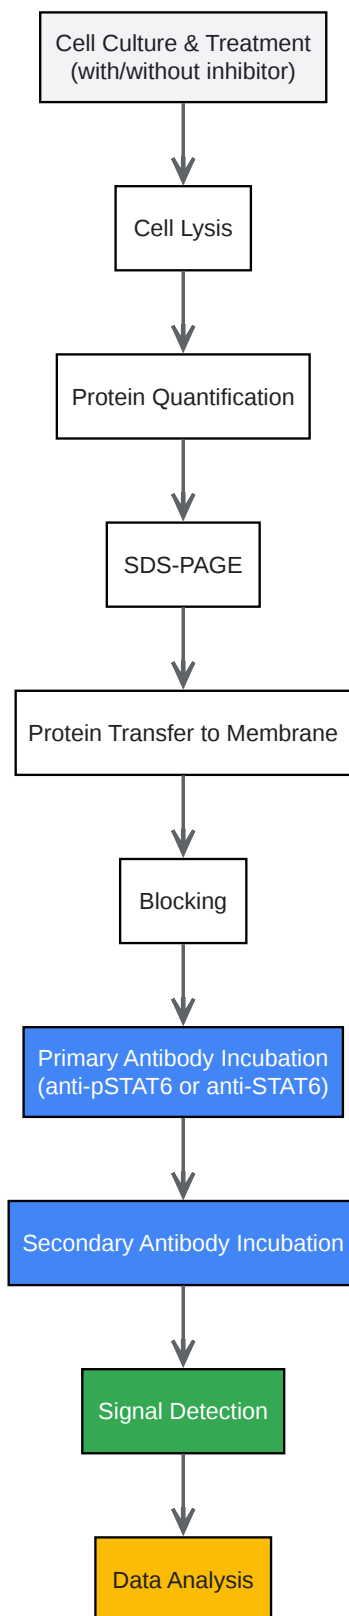 Cell Culture & Treatment
(with/without inhibitor)
Cell Lysis
Protein Quantification
SDS-PAGE
Protein Transfer to Membrane
Blocking
Primary Antibody Incubation
(anti-pSTAT6 or anti-STAT6)
Secondary Antibody Incubation
Signal Detection
Data Analysis